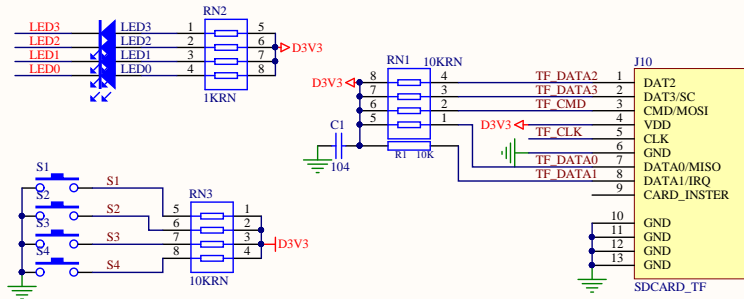 RN2
LED3 LED3 1 5
LED2 LED2 2 6 D3V3
LED1 LED1 3 7
LED0 LED0 4 8
1KRN
RN1 10KRN J10
D3V3 8 4 TF_DATA2 1 DAT2
7 3 TF_DATA3 2 DAT3/SC
6 2 TF_CMD 3 CMD/MOSI
5 1 D3V3 4 VDD
C1 TF_CLK 5 CLK
6 GND
104 R1 10K TF_DATA0 7 DATA0/MISO
TF_DATA1 8 DATA1/IRQ
9 CARD_INSTER
10 GND
11 GND
12 GND
13 GND
SDCARD_TF
S1 S1 RN3
S2 S2 5 1
S3 6 2
S3 7 3 D3V3
S4 S4 8 4
10KRN